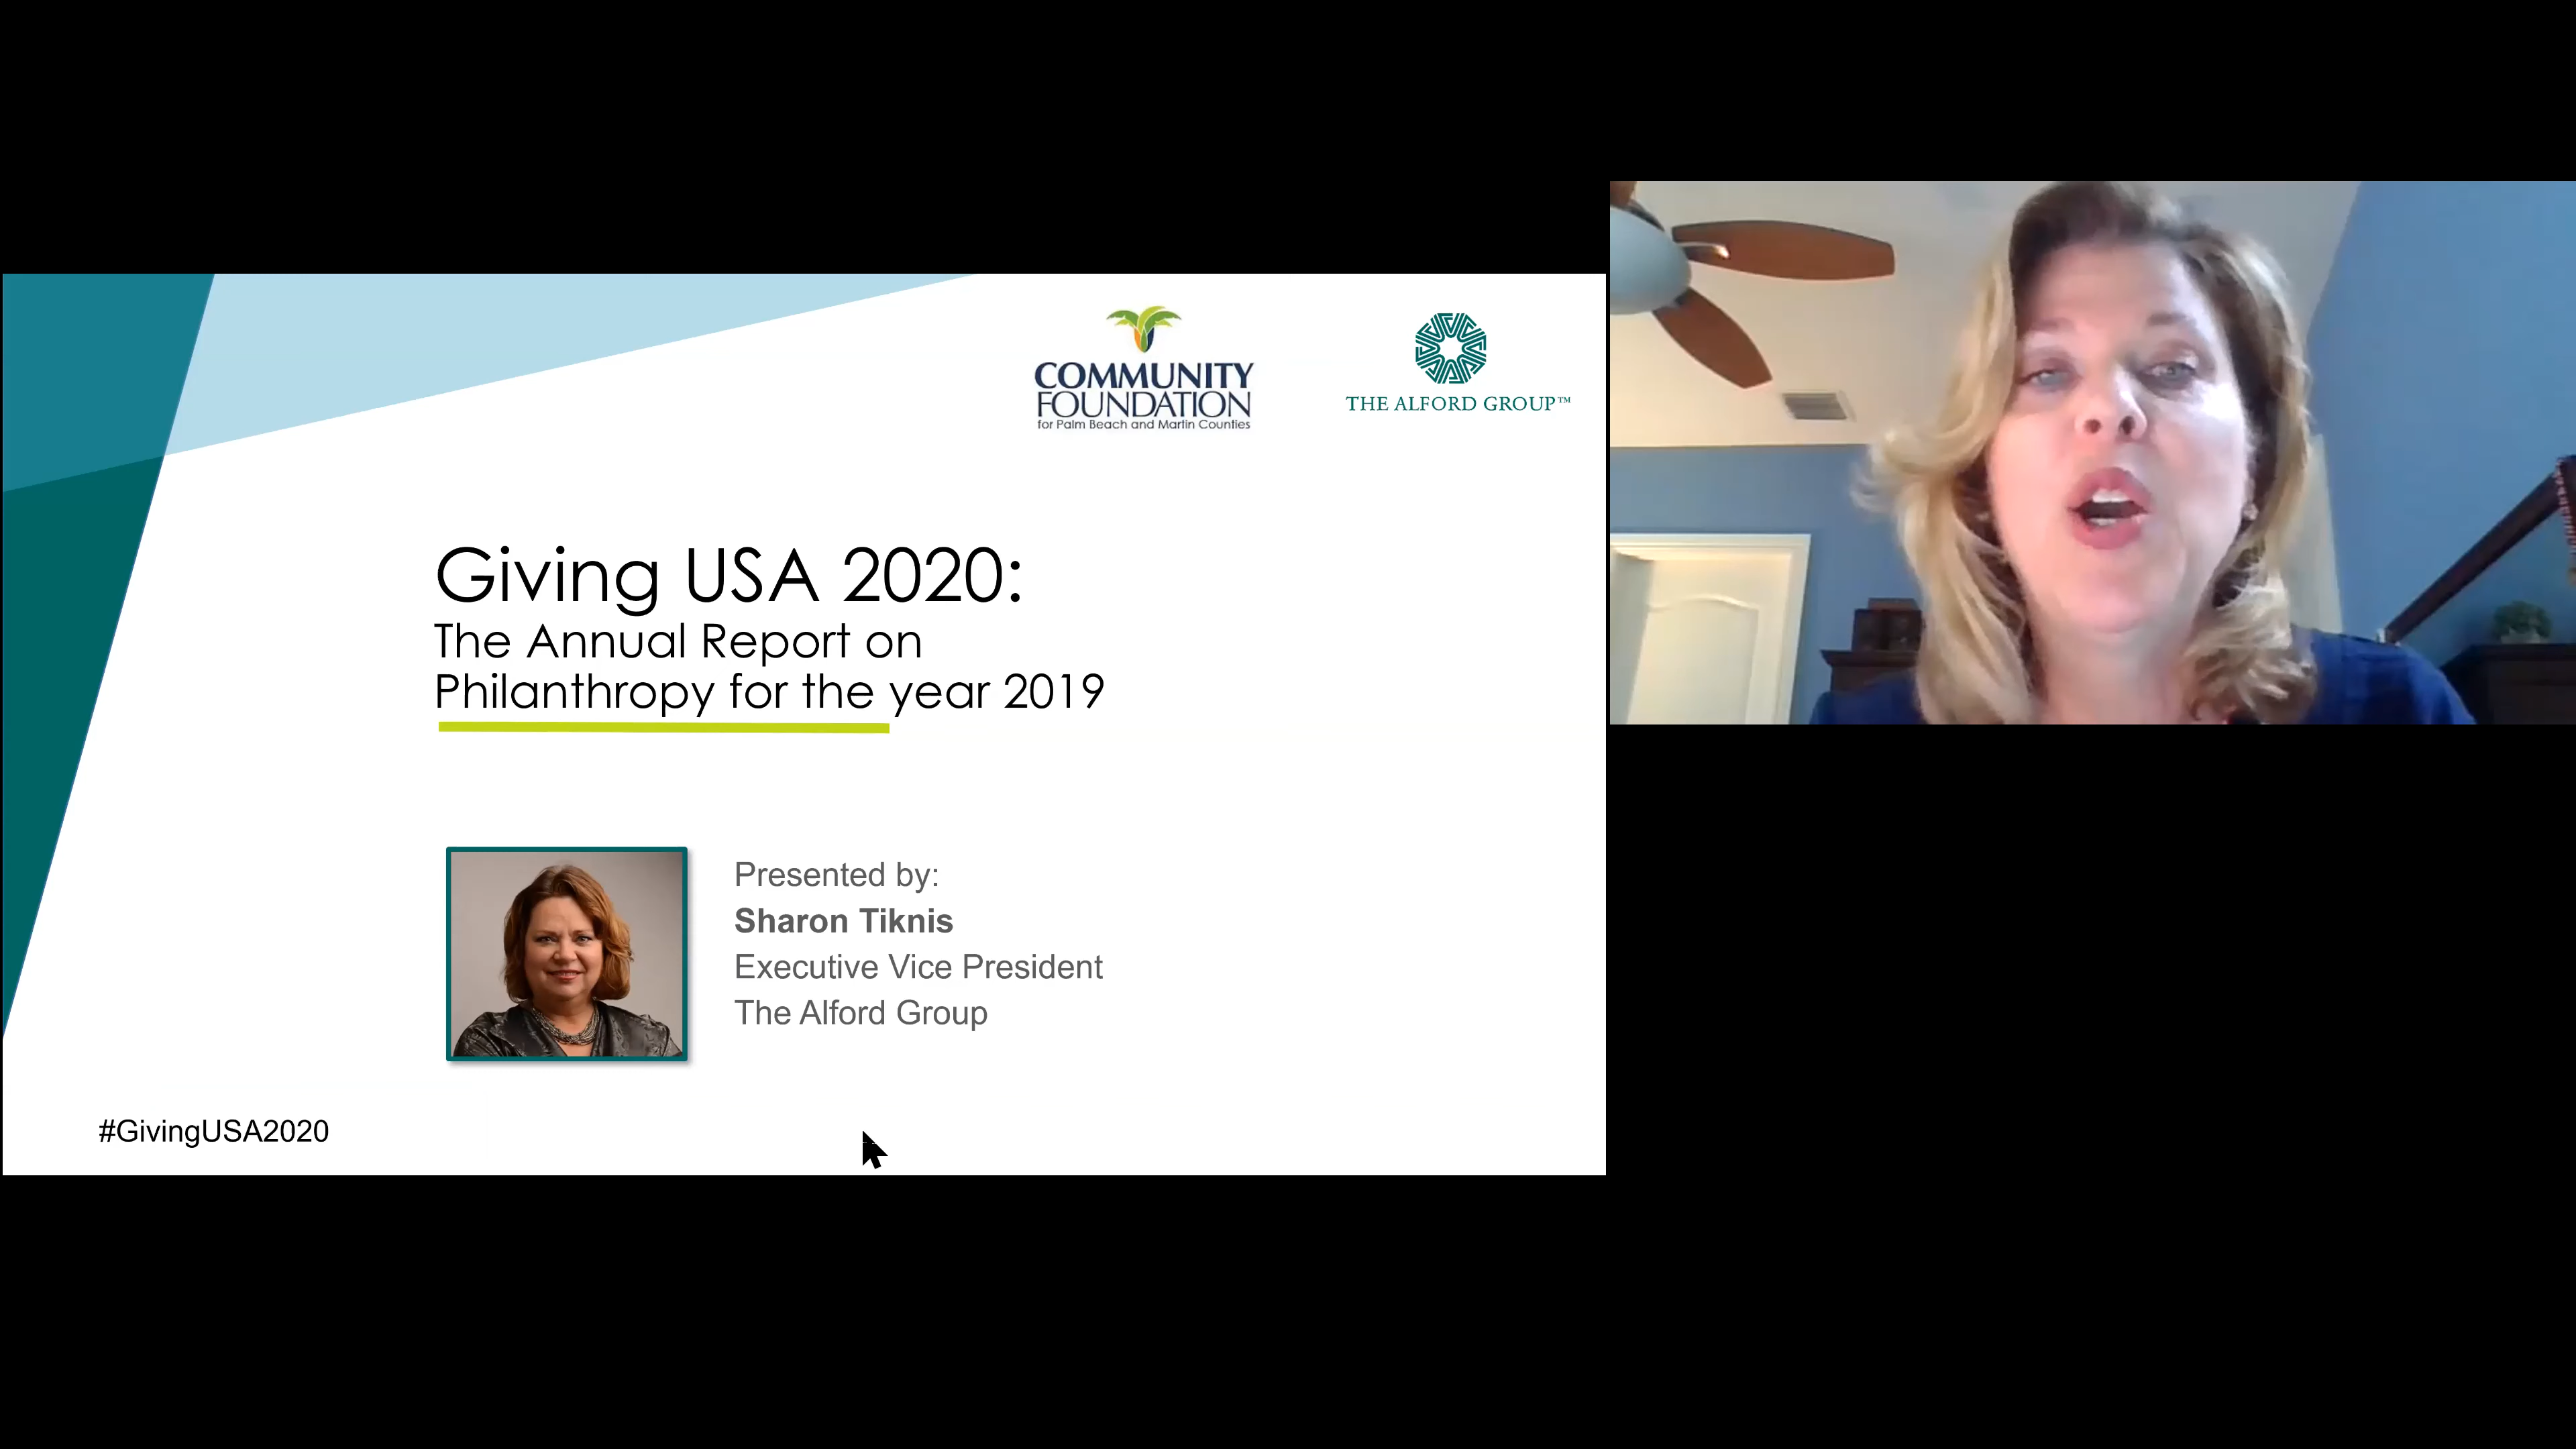 COMMUNITY
FOUNDATION
for Palm Beach and Martin Counties
THE ALFORD GROUP™
Giving USA 2020:
The Annual Report on
Philanthropy for the year 2019
Presented by:
Sharon Tiknis
Executive Vice President
The Alford Group
#GivingUSA2020